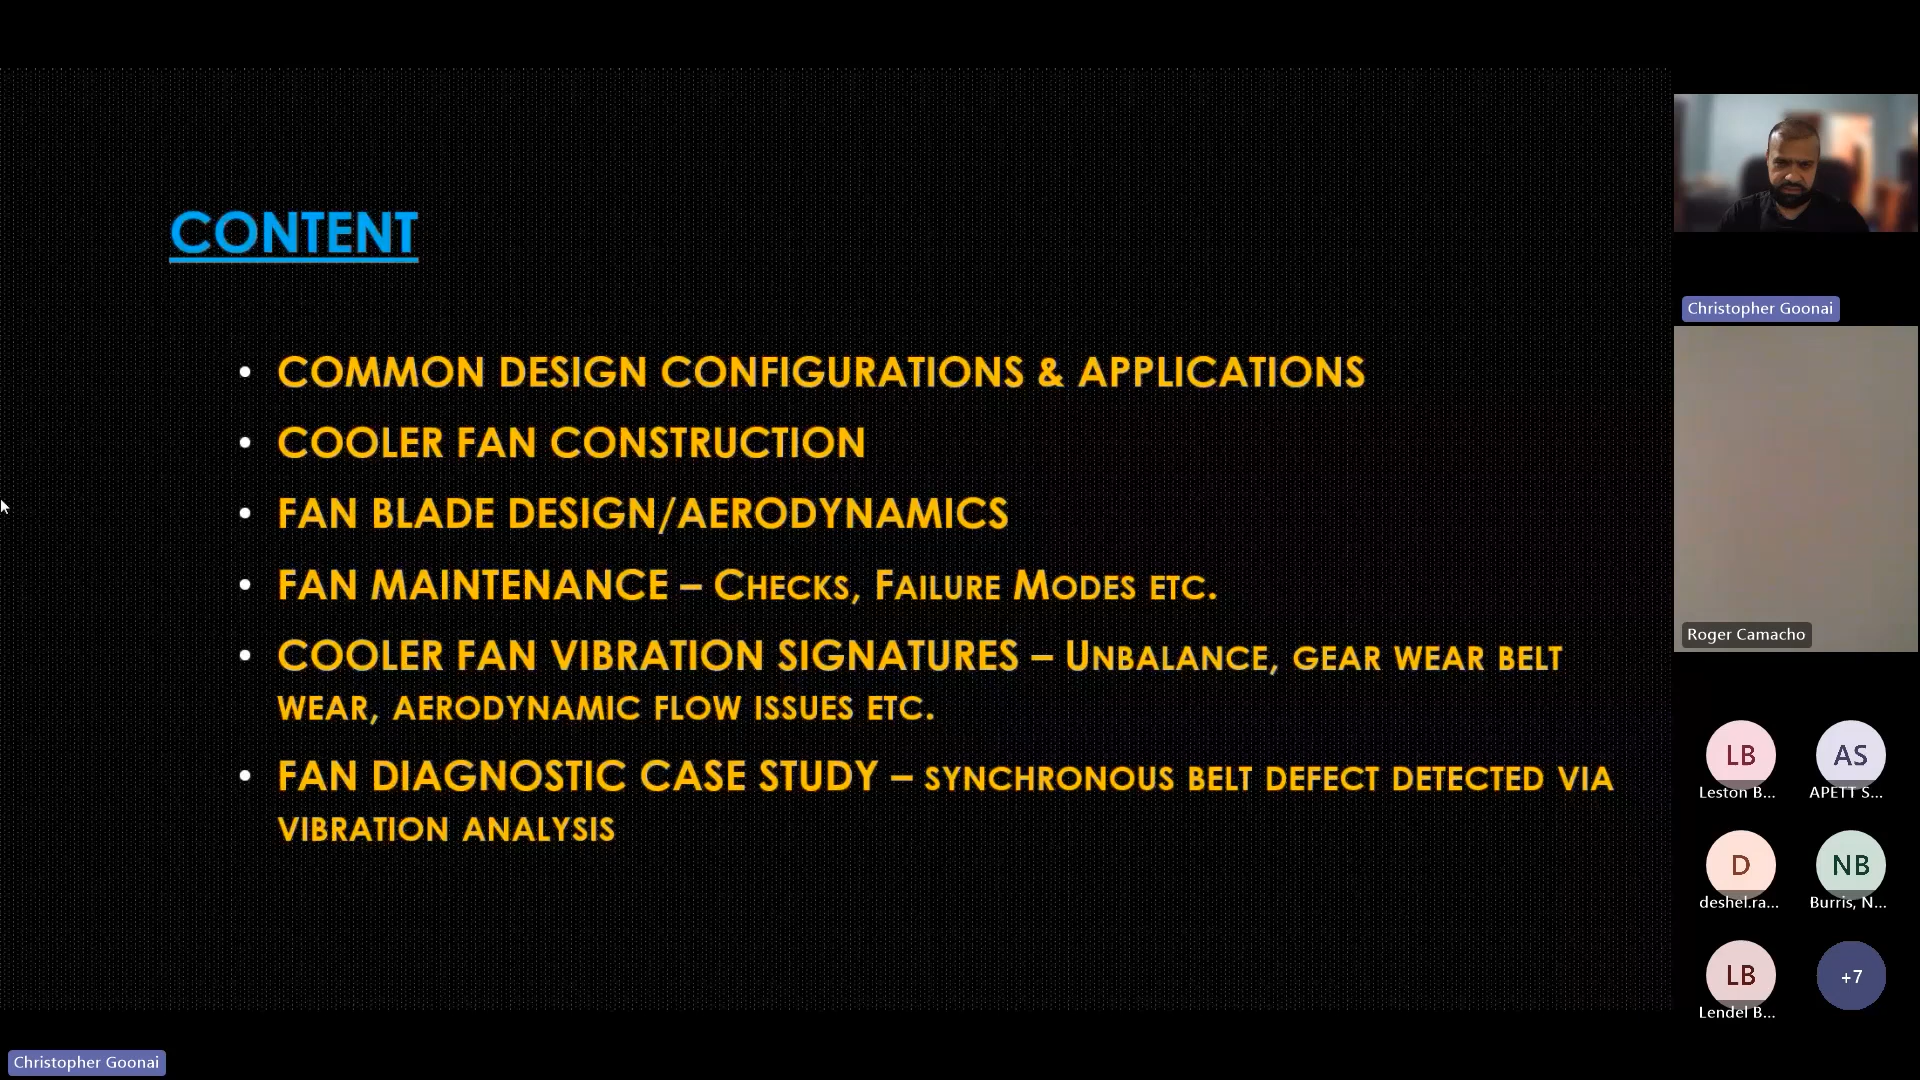 CONTENT
• COMMON DESIGN CONFIGURATIONS & APPLICATIONS
• COOLER FAN CONSTRUCTION
• FAN BLADE DESIGN/AERODYNAMICS
• FAN MAINTENANCE – CHECKS, FAILURE MODES ETC.
• COOLER FAN VIBRATION SIGNATURES – UNBALANCE, GEAR WEAR BELT
WEAR, AERODYNAMIC FLOW ISSUES ETC.
• FAN DIAGNOSTIC CASE STUDY – SYNCHRONOUS BELT DEFECT DETECTED VIA
VIBRATION ANALYSIS
Christopher Goonai
Roger Camacho
LB
Leston B...
AS
APETT S...
D
deshel.ra...
NB
Burris, N...
LB
Lendel B...
+7
Christopher Goonai